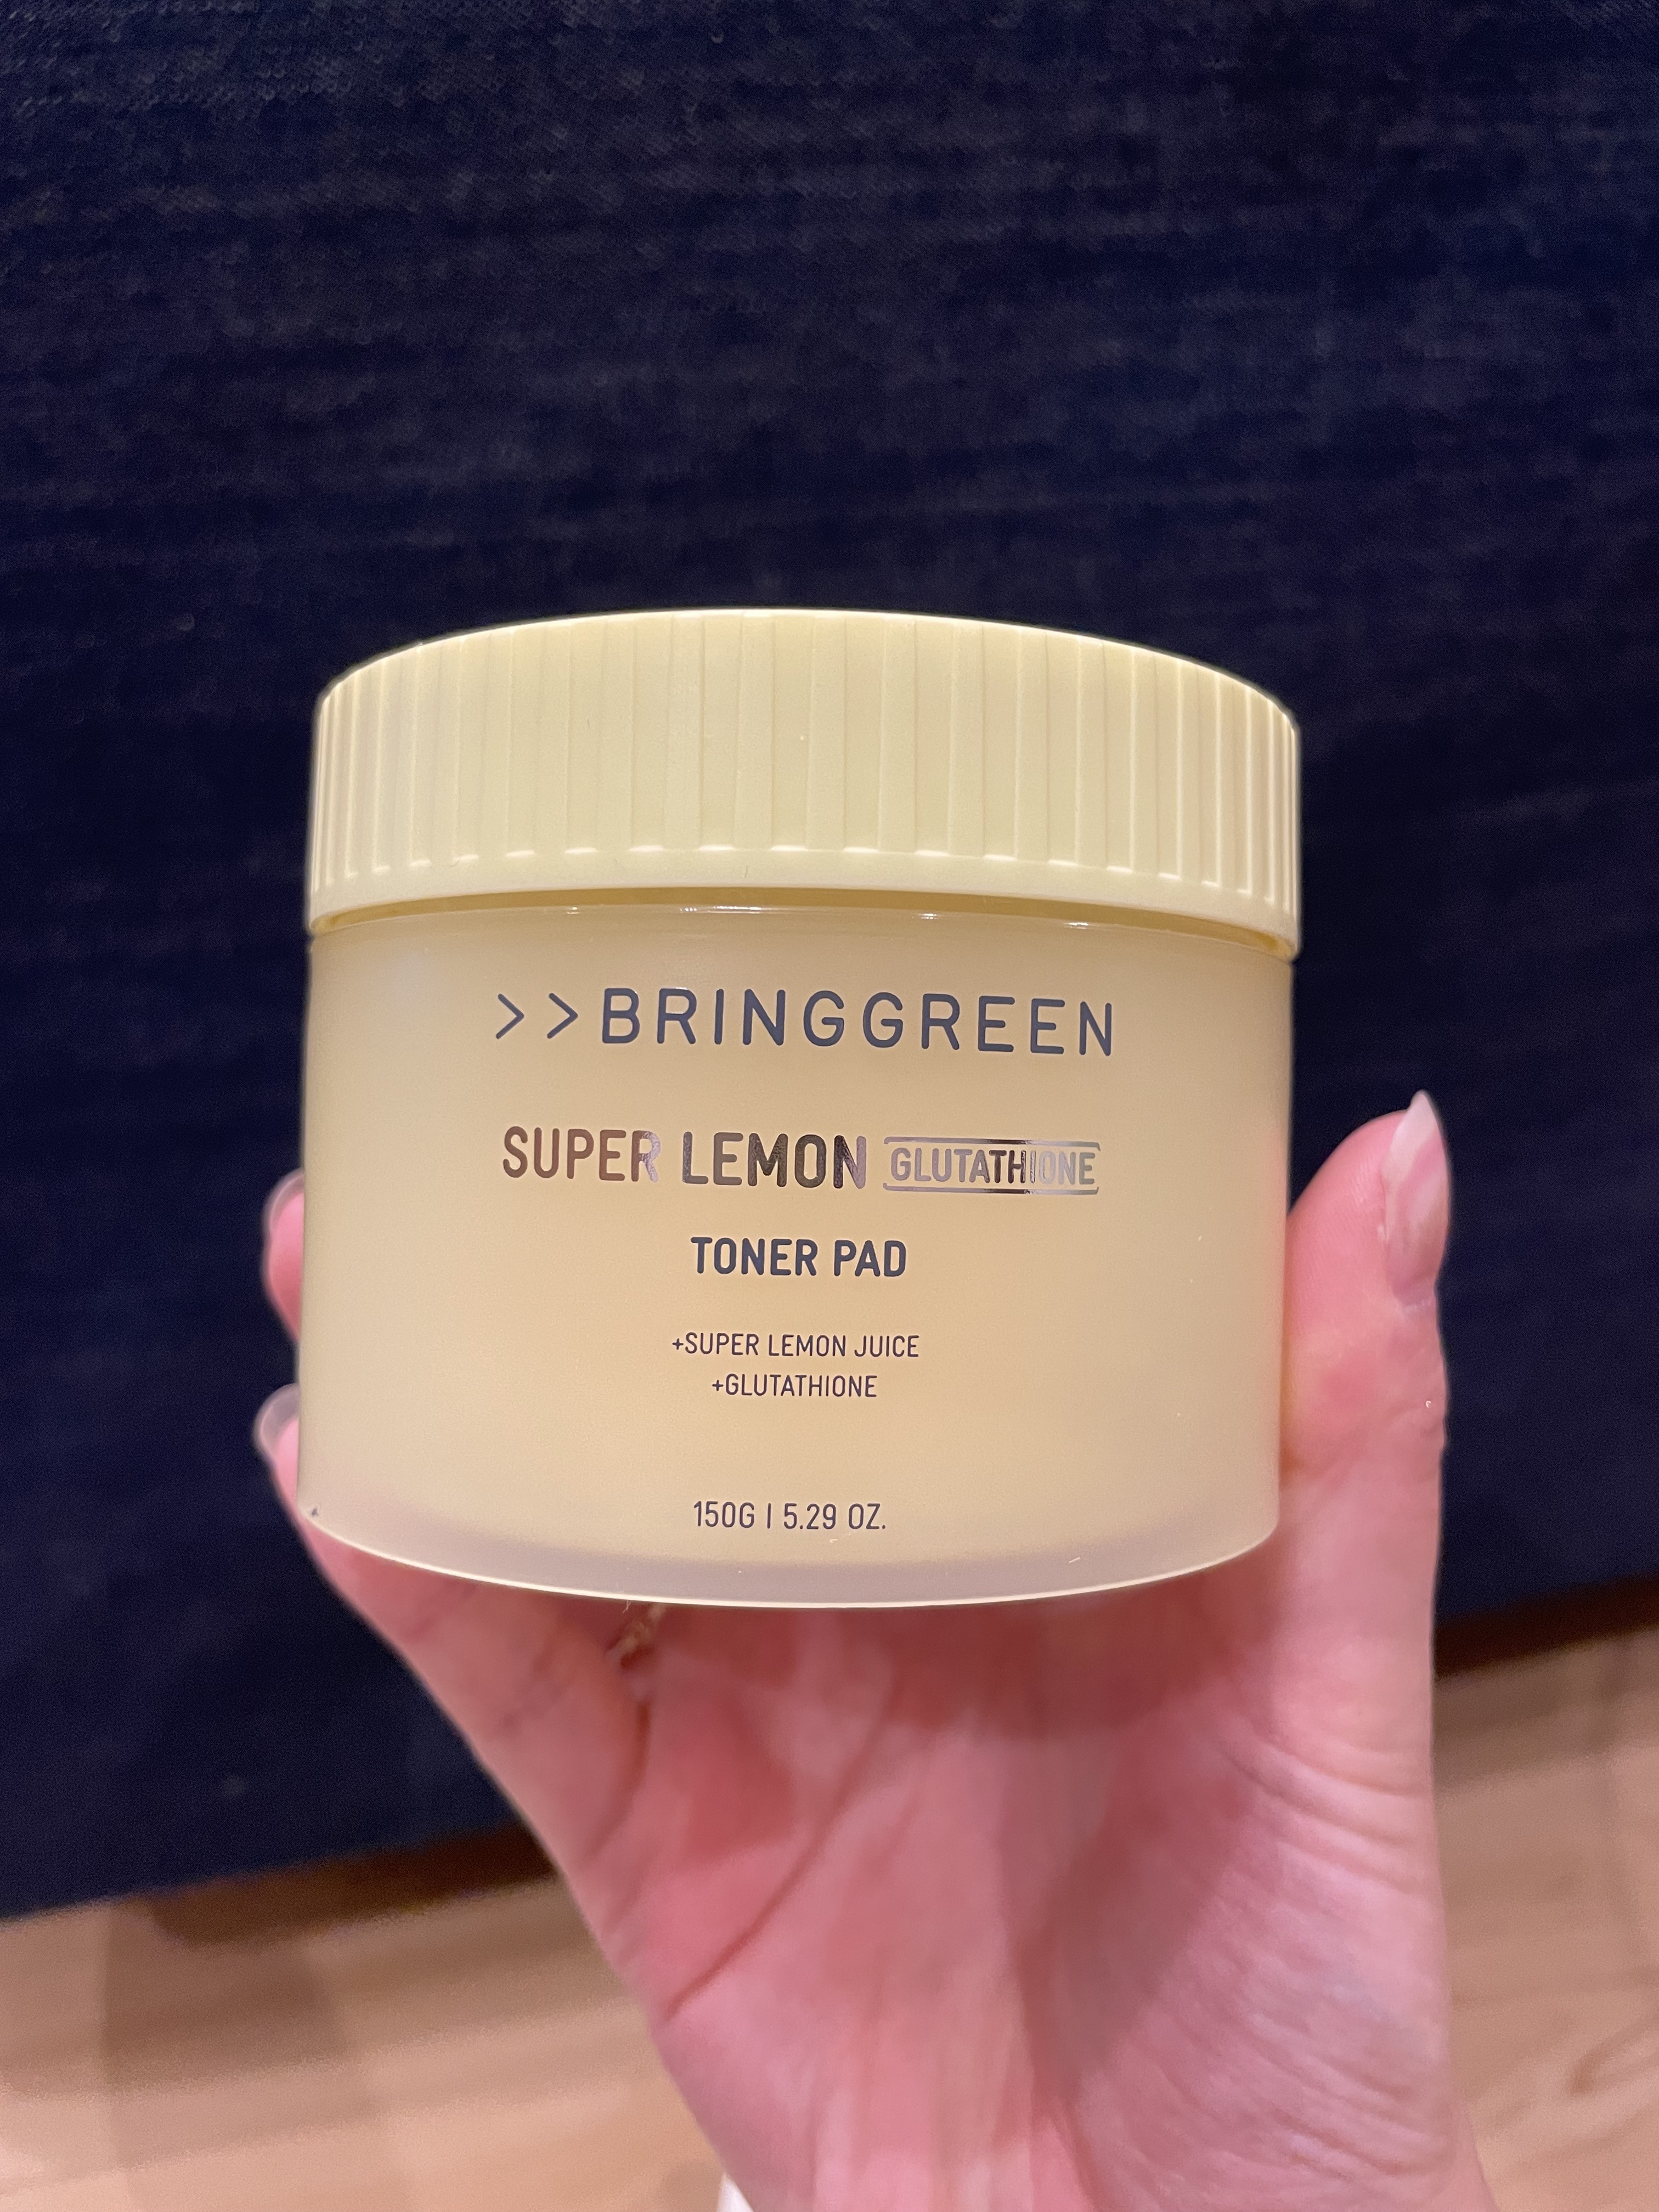 >>BRINGGREEN
SUPER LEMON GLUTATHIONE
TONER PAD
+SUPER LEMON JUICE
+GLUTATHIONE
150G | 5.29 OZ.